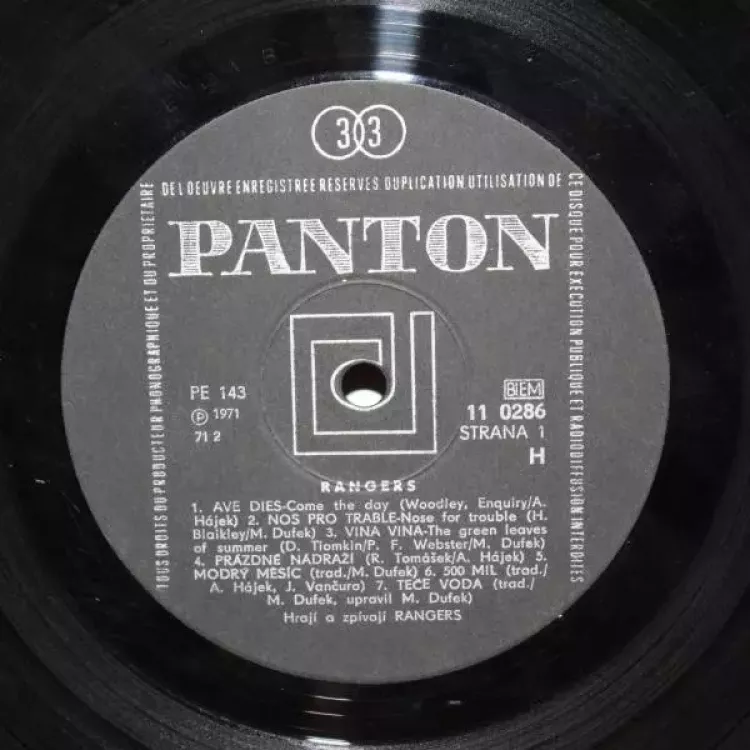 33
DE L OEUVRE ENREGISTREE RESERVES DUPLICATION UTILISATION DE
CE DISQUE POUR EXECUTION PUBLIQUE ET RADIODIFFUSION INTERDITES
TOUS DROITS DU PRODUCTEUR PHONOGRAPHIQUE ET DU PROPRIETAIRE
PANTON
PE 143
Ⓟ 1971
71 2
BIEM
11 0286
STRANA 1
H
RANGERS
1. AVE DIES-Come the day (Woodley, Enquiry/A.
Hájek) 2. NOS PRO TRABLE-Nose for trouble (H.
Blaikley/M. Dufek) 3. VINA VINA-The green leaves
of summer (D. Tiomkin/P. F. Webster/M. Dufek)
4. PRÁZDNÉ NÁDRAŽÍ (R. Tomášek/A. Hájek) 5.
MODRÝ MĚSÍC (trad./M. Dufek) 6. 500 MIL (trad./
A. Hájek, J. Vančura) 7. TEČE VODA (trad./
M. Dufek, upravil M. Dufek)
Hrají a zpívají RANGERS